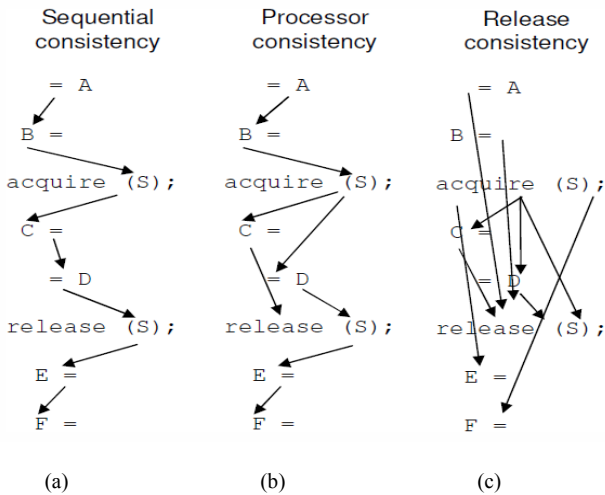 Sequential
consistency
= A
B =
acquire (S);
C =
= D
release (S);
E =
F =
(a)
Processor
consistency
= A
B =
acquire (S);
C =
= D
release (S);
E =
F =
(b)
Release
consistency
= A
B =
acquire (S);
C =
= D
release (S);
E =
F =
(c)